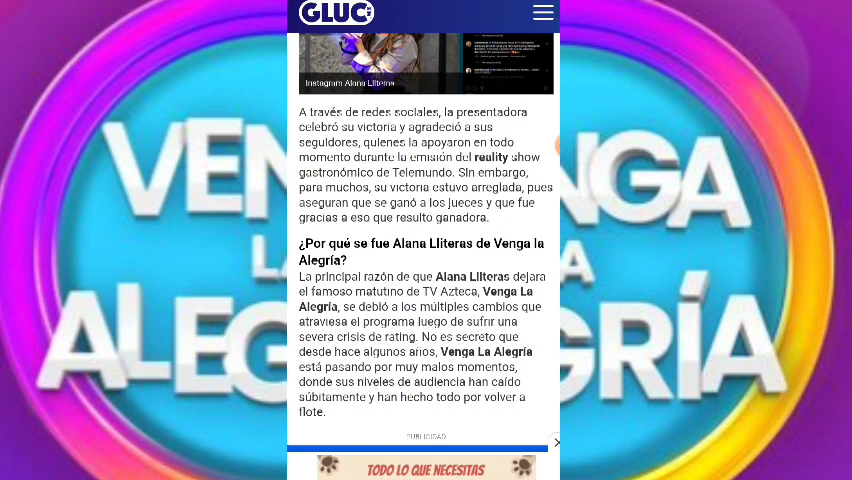 GLUC
Instagram Alana Lliteras
A través de redes sociales, la presentadora
celebró su victoria y agradeció a sus
seguidores, quienes la apoyaron en todo
momento durante la emisión del reality show
gastronómico de Telemundo. Sin embargo,
para muchos, su victoria estuvo arreglada, pues
aseguran que se ganó a los jueces y que fue
gracias a eso que resultó ganadora.
¿Por qué se fue Alana Lliteras de Venga la
Alegría?
La principal razón de que Alana Lliteras dejara
el famoso matutino de TV Azteca, Venga La
Alegría, se debió a los múltiples cambios que
atraviesa el programa luego de sufrir una
severa crisis de rating. No es secreto que
desde hace algunos años, Venga La Alegría
está pasando por muy malos momentos,
donde sus niveles de audiencia han caído
súbitamente y han hecho todo por volver a
flote.
PUBLICIDAD
TODO LO QUE NECESITAS
VEN
LA
ALEG
NGA
A
RÍA